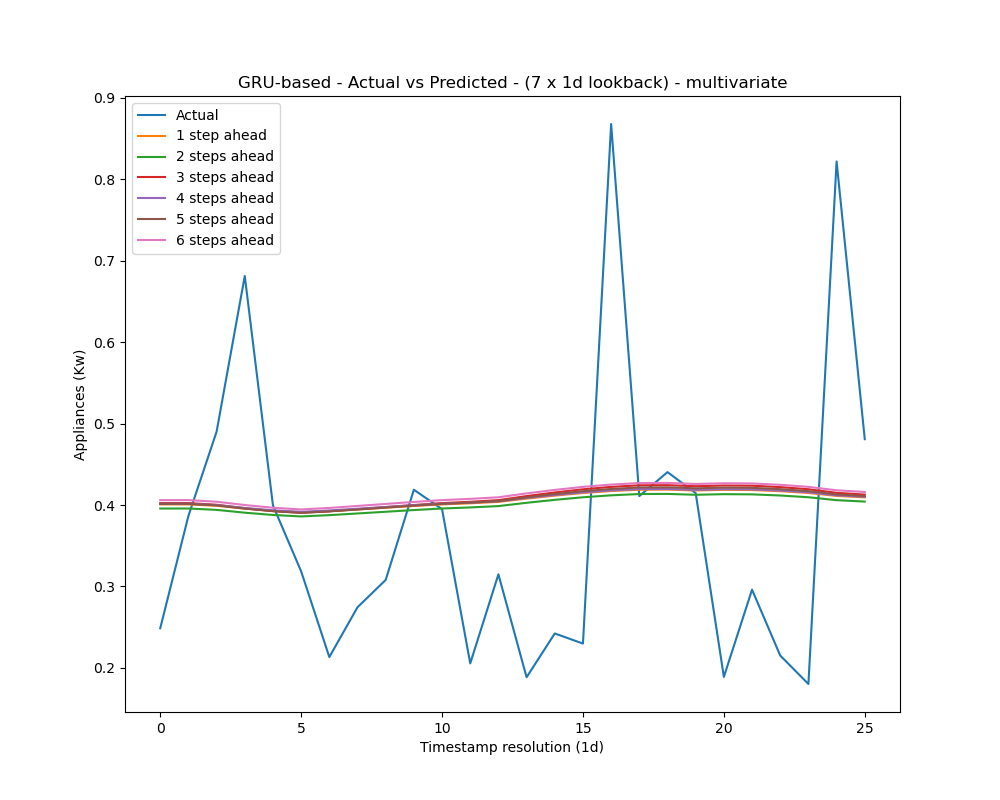 GRU-based - Actual vs Predicted - (7 x 1d lookback) - multivariate
Actual
1 step ahead
2 steps ahead
3 steps ahead
4 steps ahead
5 steps ahead
6 steps ahead
0.9
0.8
0.7
0.6
0.5
0.4
0.3
0.2
Appliances (Kw)
0 5 10 15 20 25
Timestamp resolution (1d)